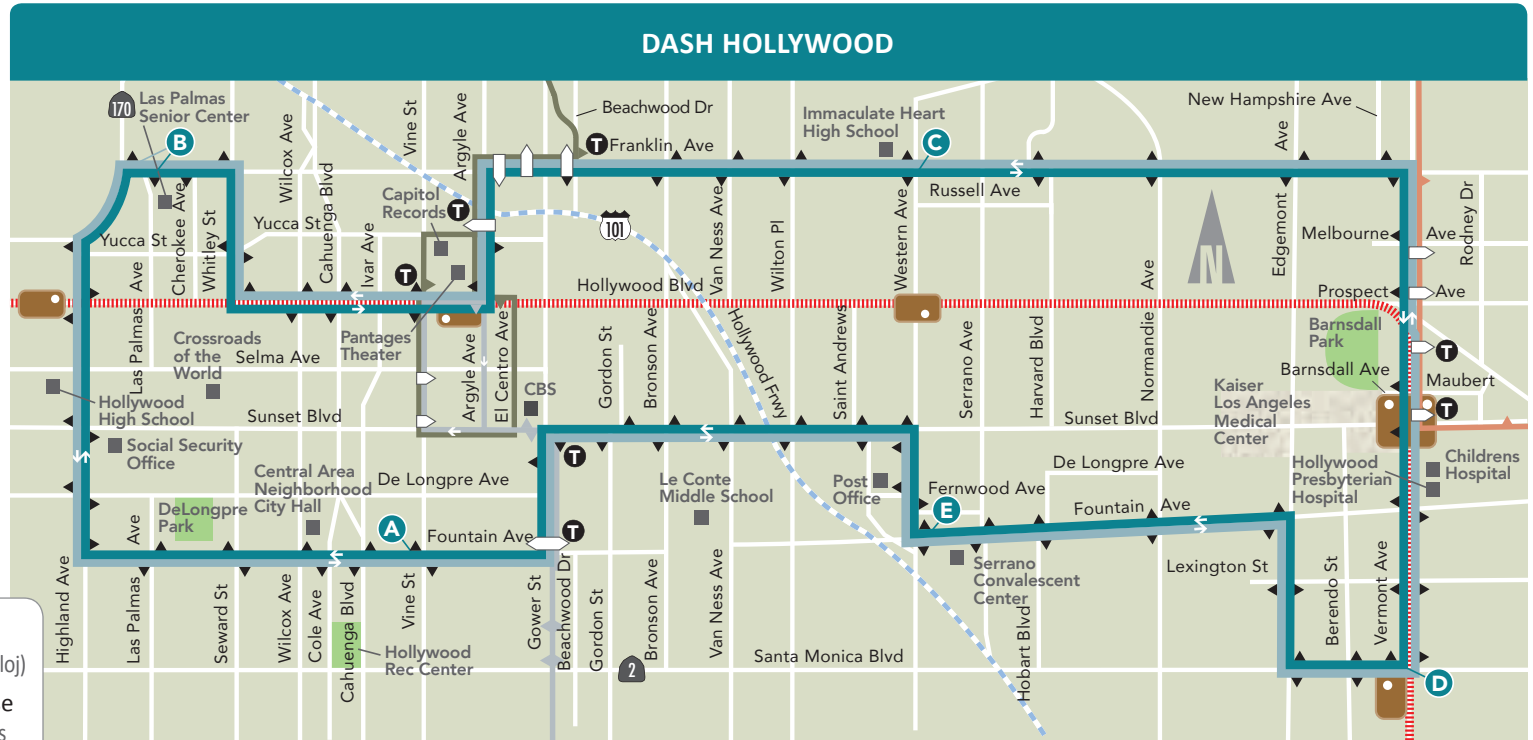 DASH HOLLYWOOD
170
Las Palmas
Senior Center
B
Wilcox Ave
Vine St
Argyle Ave
Beachwood Dr
T
Franklin Ave
Immaculate Heart
High School
C
New Hampshire Ave
Ave
Capitol
Records
T
Russell Ave
101
N
Yucca St
Yucca St
Las Palmas Ave
Cherokee Ave
Whitley St
Cahuenga Blvd
Ivar Ave
Van Ness Ave
Wilton Pl
Western Ave
Edgemont
Melbourne
Ave
Rodney Dr
T
Hollywood Blvd
Prospect
Ave
Pantages
Theater
Crossroads
of the
World
Selma Ave
Argyle Ave
El Centro Ave
CBS
Gordon St
Bronson Ave
Hollywood Frwy
Saint Andrews
Serrano Ave
Harvard Blvd
Normandie Ave
Barnsdall
Park
T
Barnsdall Ave
Maubert
Hollywood
High School
Sunset Blvd
Sunset Blvd
Kaiser
Los Angeles
Medical
Center
T
Social Security
Office
T
Central Area
Neighborhood
City Hall
De Longpre Ave
Le Conte
Middle School
Post
Office
De Longpre Ave
Hollywood
Presbyterian
Hospital
Childrens
Hospital
Fernwood Ave
DeLongpre
Park
Ave
A
Fountain Ave
T
E
Fountain Ave
Serrano
Convalescent
Center
Lexington St
Highland Ave
Las Palmas
Seward St
Wilcox Ave
Cole Ave
Cahuenga Blvd
Vine St
Gower St
Beachwood Dr
Gordon St
Bronson Ave
Van Ness Ave
Hobart Blvd
Berendo St
Vermont Ave
Hollywood
Rec Center
2
Santa Monica Blvd
D
loj)
se
s